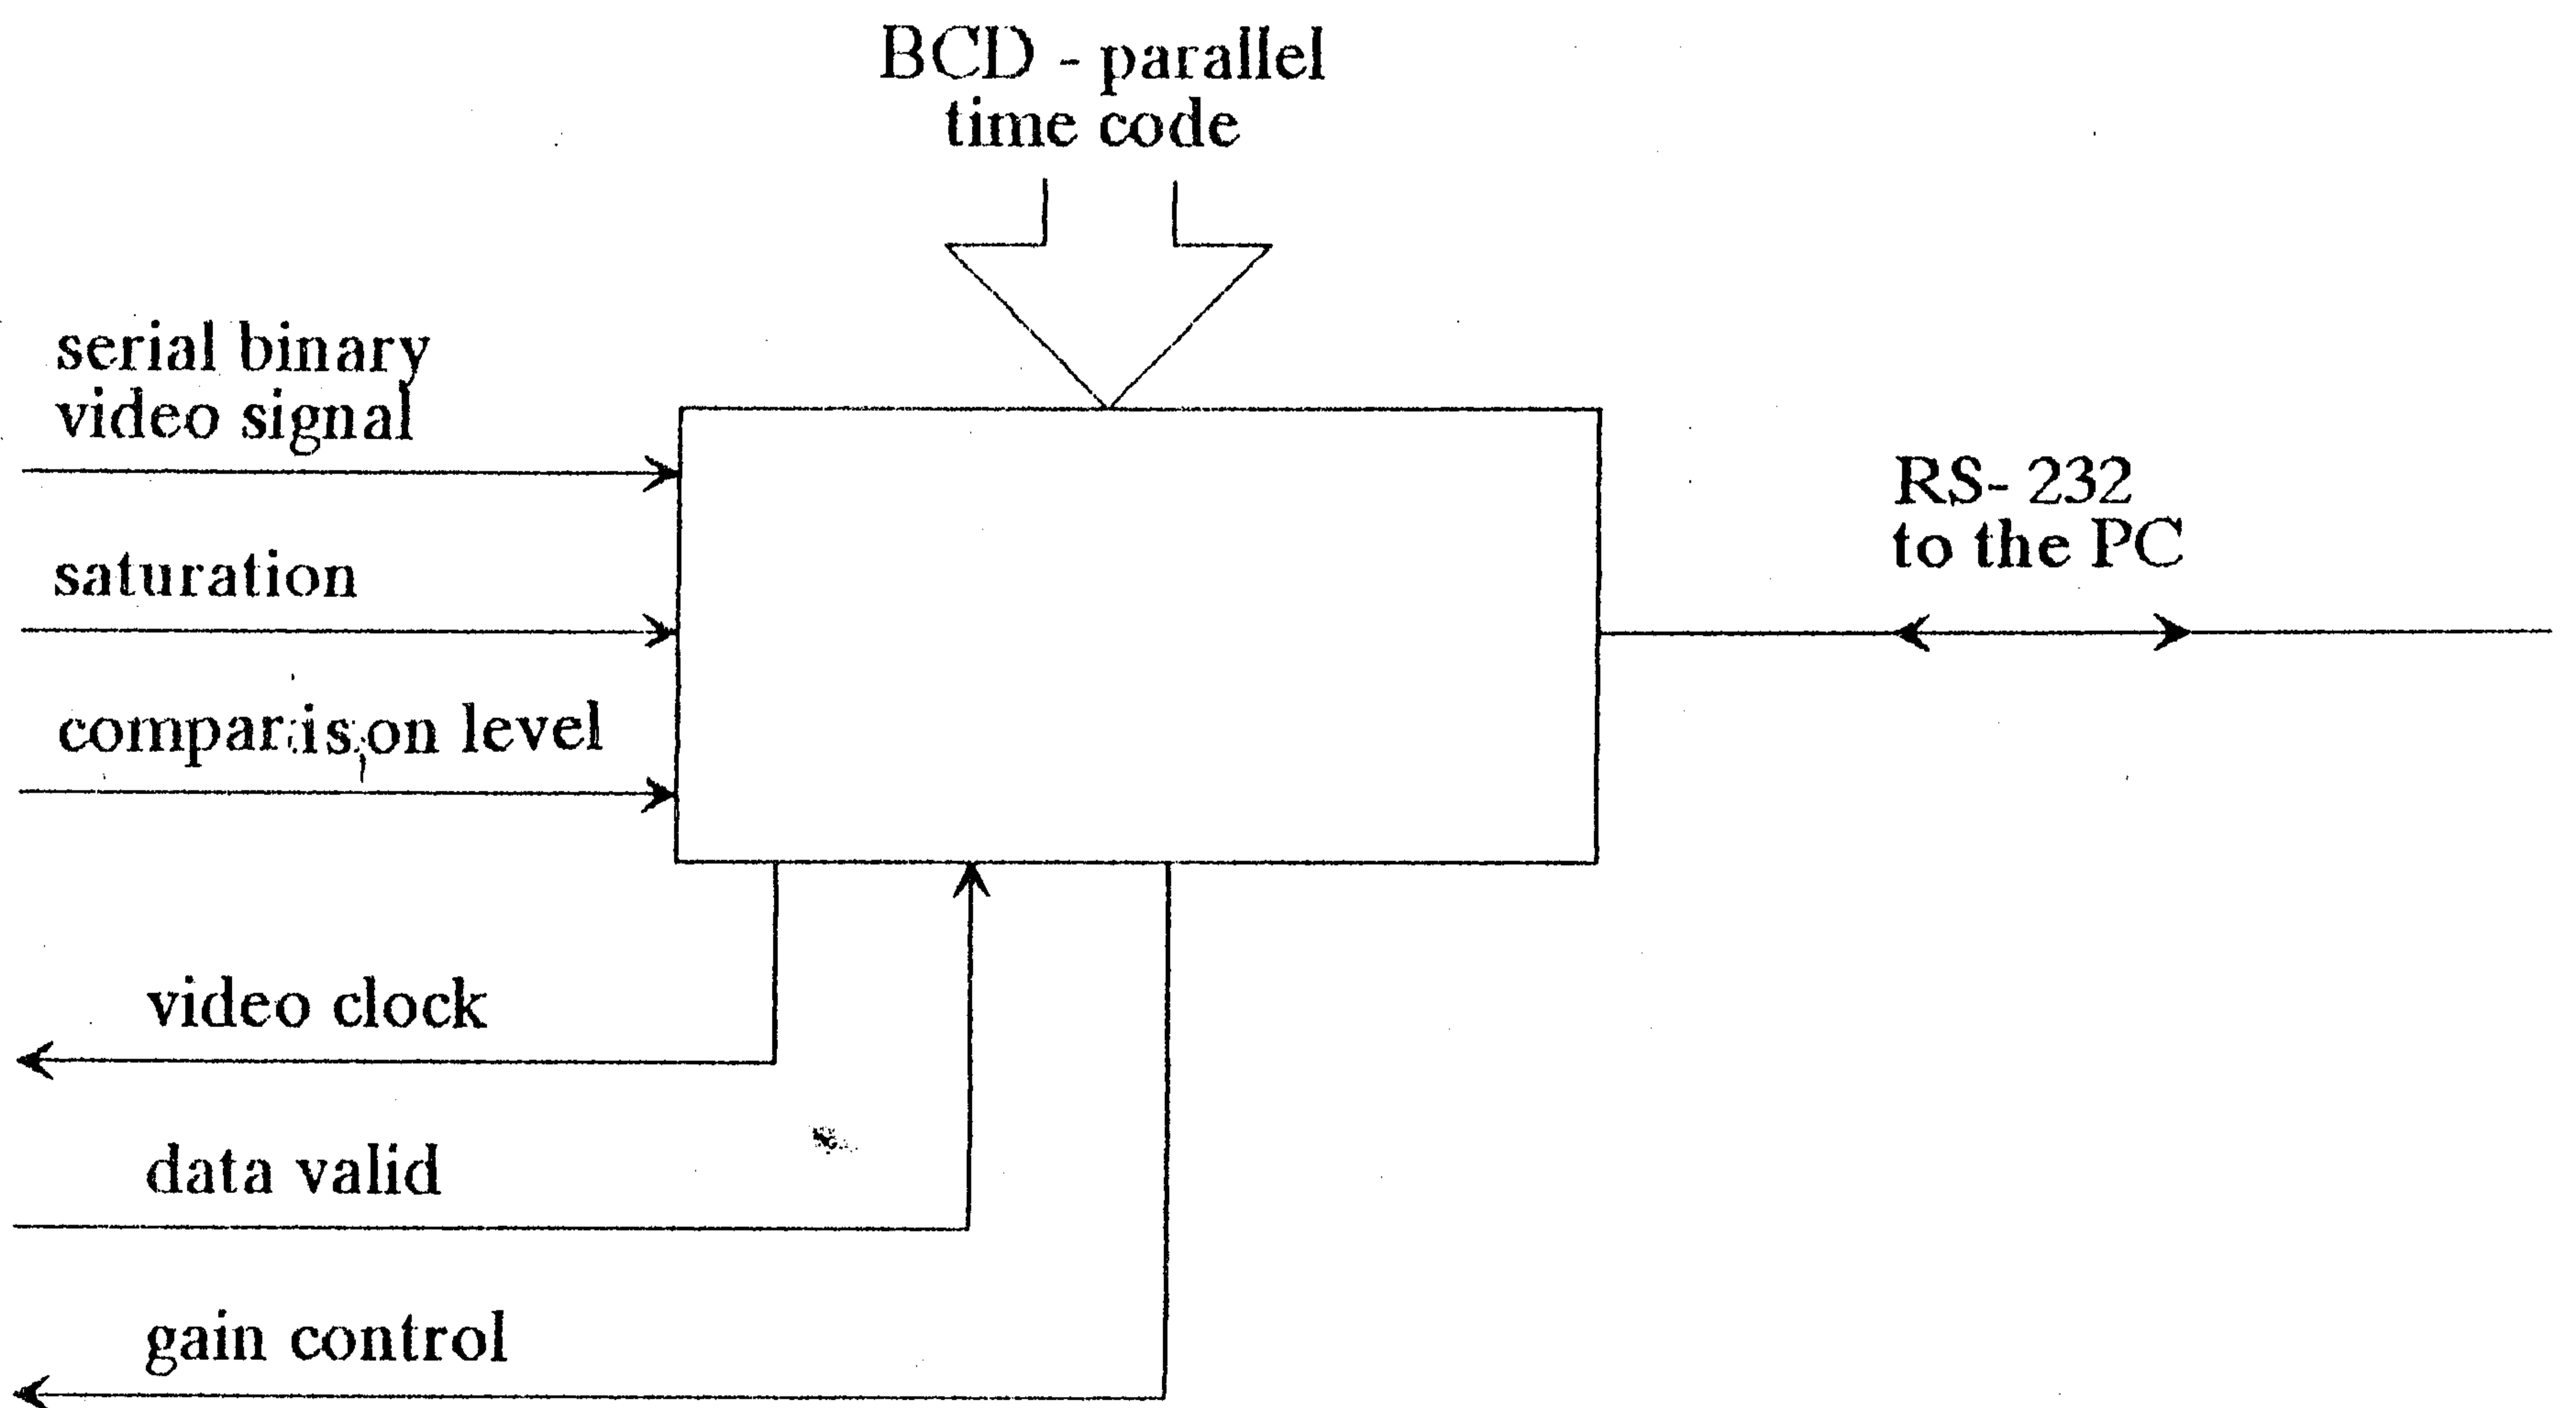 BCD - parallel
time code
serial binary
video signal
saturation
comparison level
RS- 232
to the PC
video clock
data valid
gain control